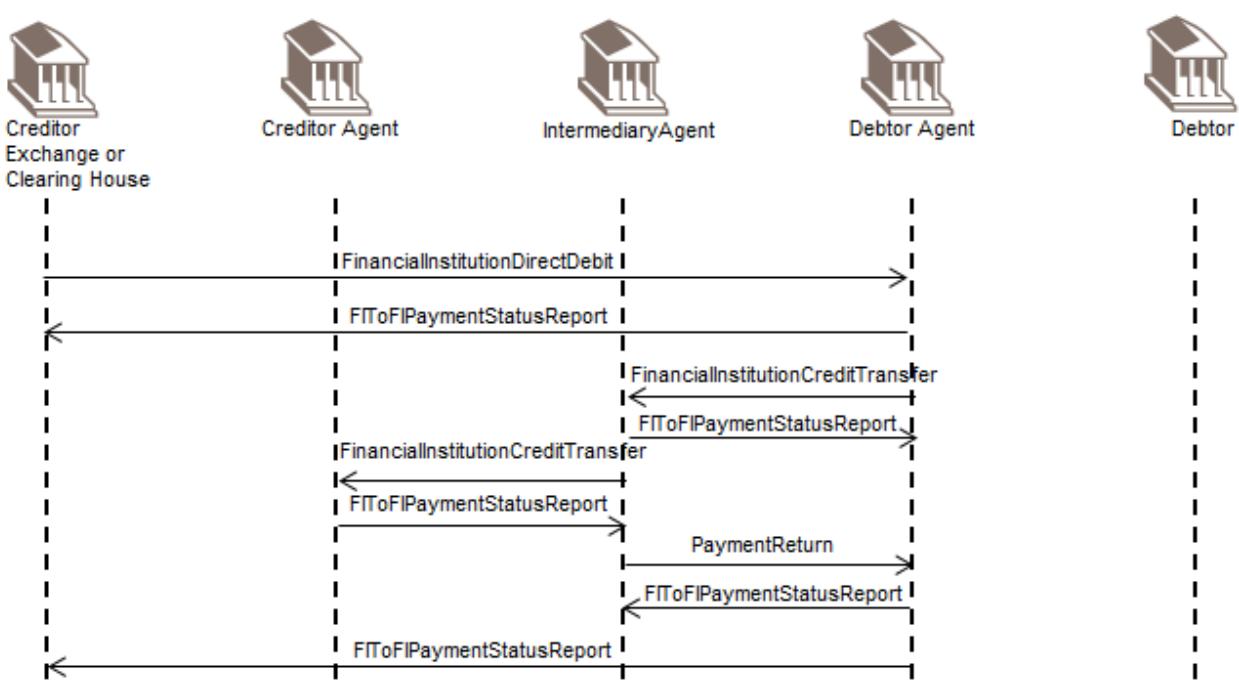 Creditor
Exchange or
Clearing House
Creditor Agent
IntermediaryAgent
Debtor Agent
Debtor
FinancialInstitutionDirectDebit
FIToFIPaymentStatusReport
FinancialInstitutionCreditTransfer
FIToFIPaymentStatusReport
FinancialInstitutionCreditTransfer
FIToFIPaymentStatusReport
PaymentReturn
FIToFIPaymentStatusReport
FIToFIPaymentStatusReport